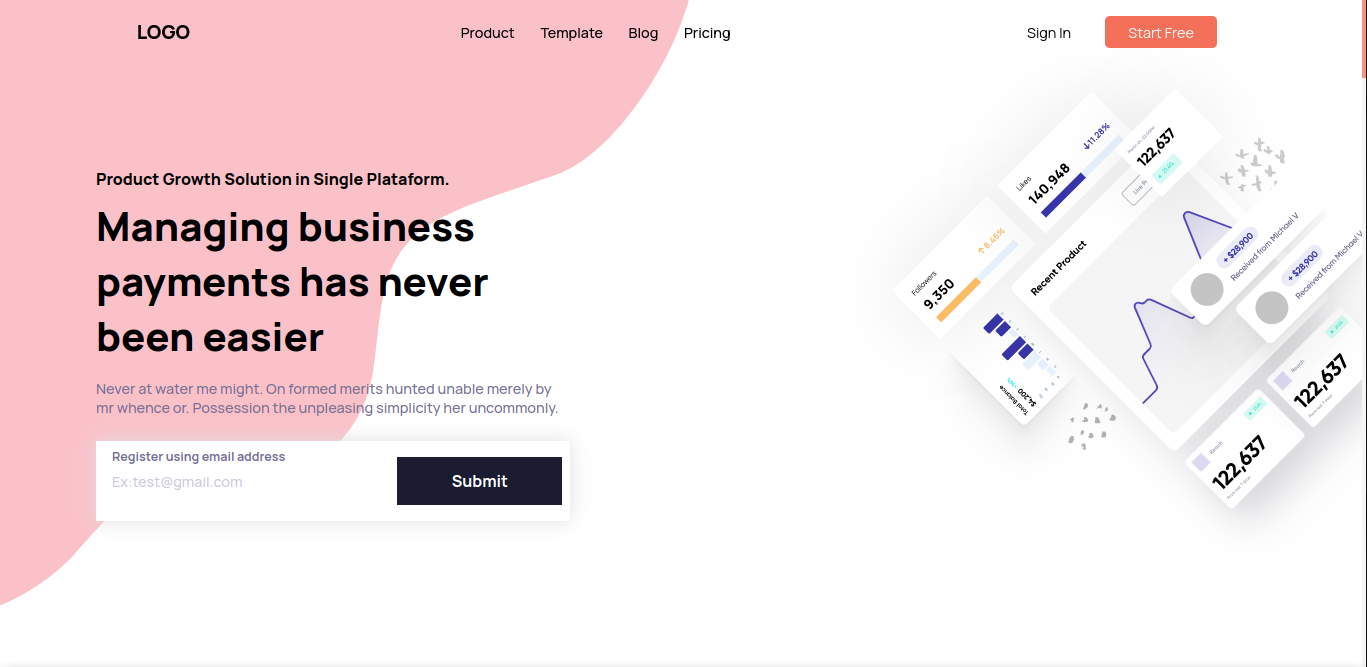 LOGO
Product
Template
Blog
Pricing
Sign In
Start Free
Product Growth Solution in Single Plataform.
Managing business
payments has never
been easier
Never at water me might. On formed merits hunted unable merely by
mr whence or. Possession the unpleasing simplicity her uncommonly.
Register using email address
Ex:test@gmail.com
Submit
Likes
140,948
↓11.28%
122,637
Live
Followers
9,350
↑8.46%
Recent Product
+ $28,900
Received from Michael V
+ $28,900
Received from Michael V
Total Balance
$4,200
Reach
122,637
Reach
122,637